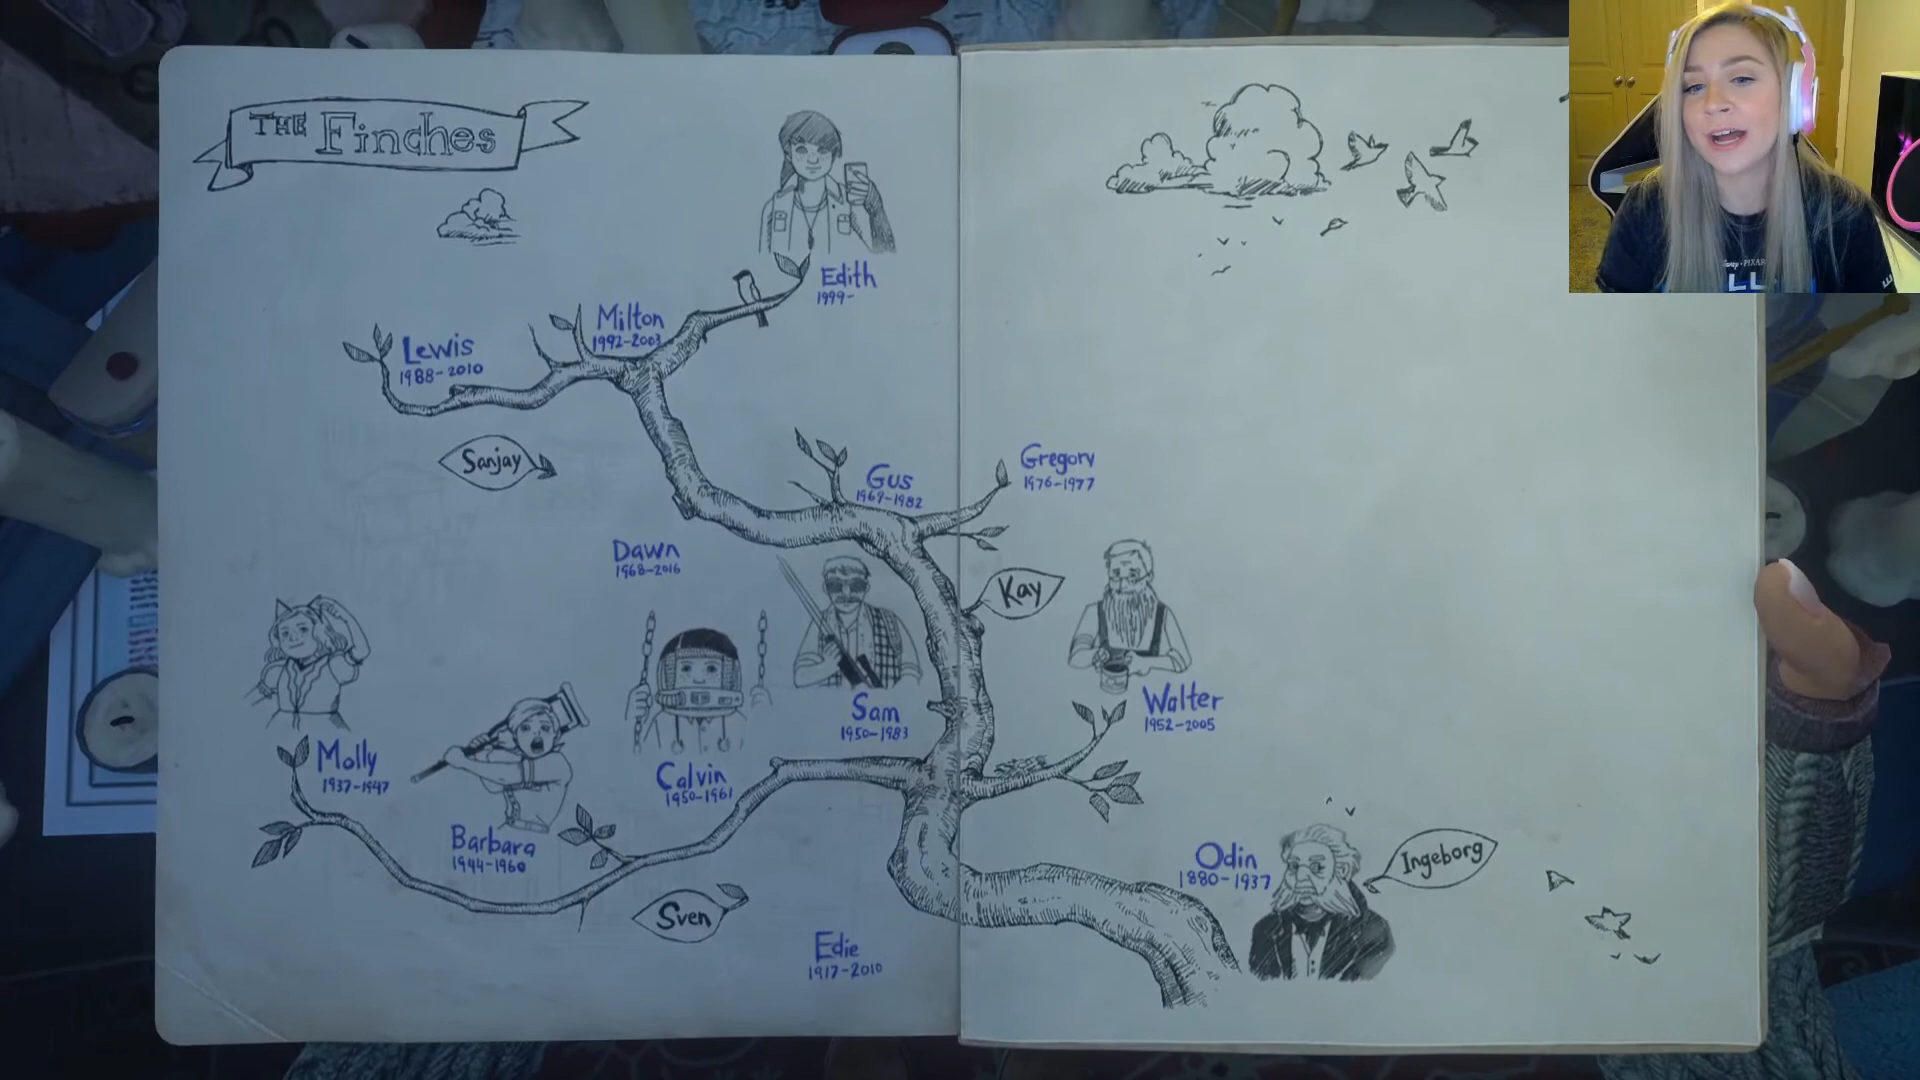 THE Finches
Edith
1999-
Milton
1992-2003
Lewis
1988-2010
Sanjay
Gus
1969-1982
Gregory
1976-1977
Dawn
1968-2016
Kay
Sam
1950-1983
Walter
1952-2005
Molly
1937-1947
Calvin
1950-1961
Barbara
1944-1960
Odin
1880-1937
Ingeborg
Sven
Edie
1917-2010